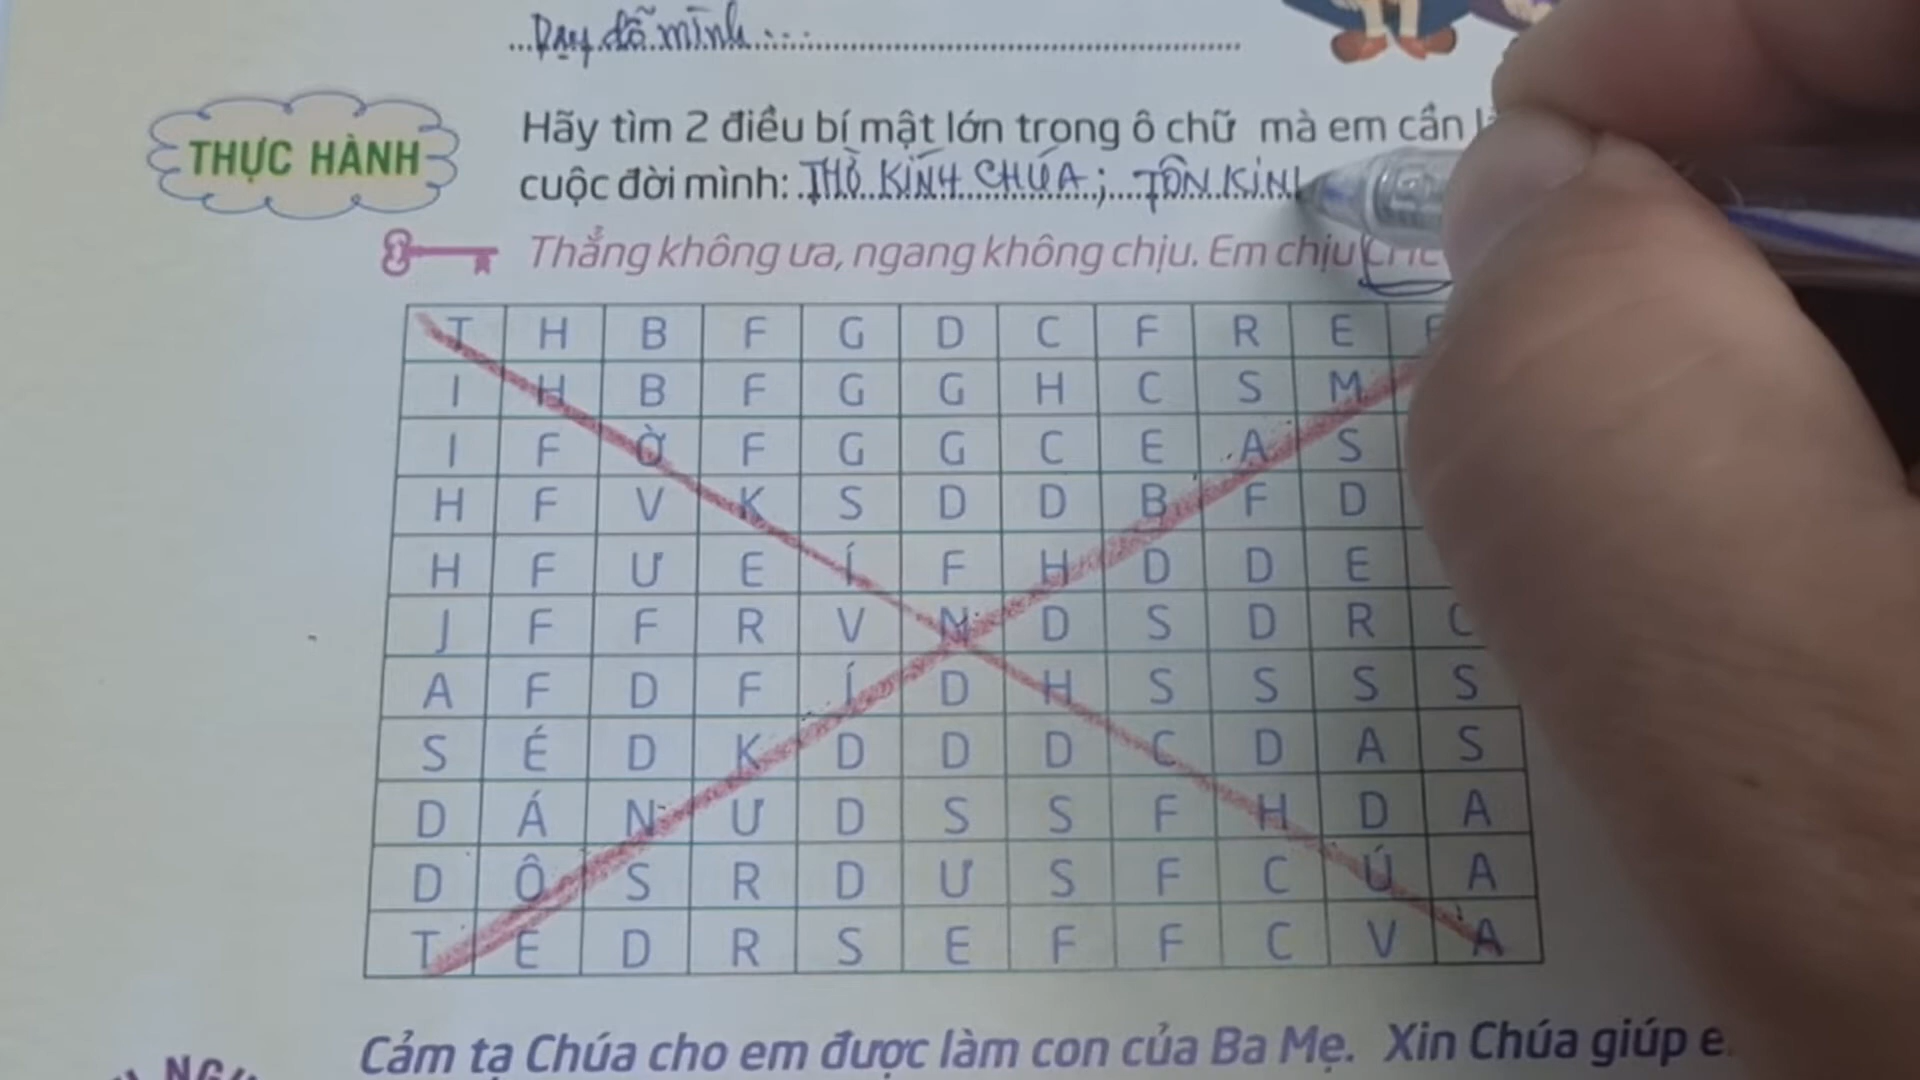 Dạy dỗ mình
THỰC HÀNH
Hãy tìm 2 điều bí mật lớn trong ô chữ mà em cần
cuộc đời mình: THỜ KÍNH CHÚA; TÔN KÍN
Thẳng không ưa, ngang không chịu. Em chịu
T H B F G D C F R E
I H B F G G H C S M
I F Ờ F G G C E A S
H F V K S D D B F D
H F Ư E Í F H D D E
J F F R V N D S D R C
A F D F Í D H S S S S
S É D K D D D C D A S
D Á N Ư D S S F H D A
D Ô S R D Ư S F C Ú A
T E D R S E F F C V A
Cảm tạ Chúa cho em được làm con của Ba Mẹ. Xin Chúa giúp e